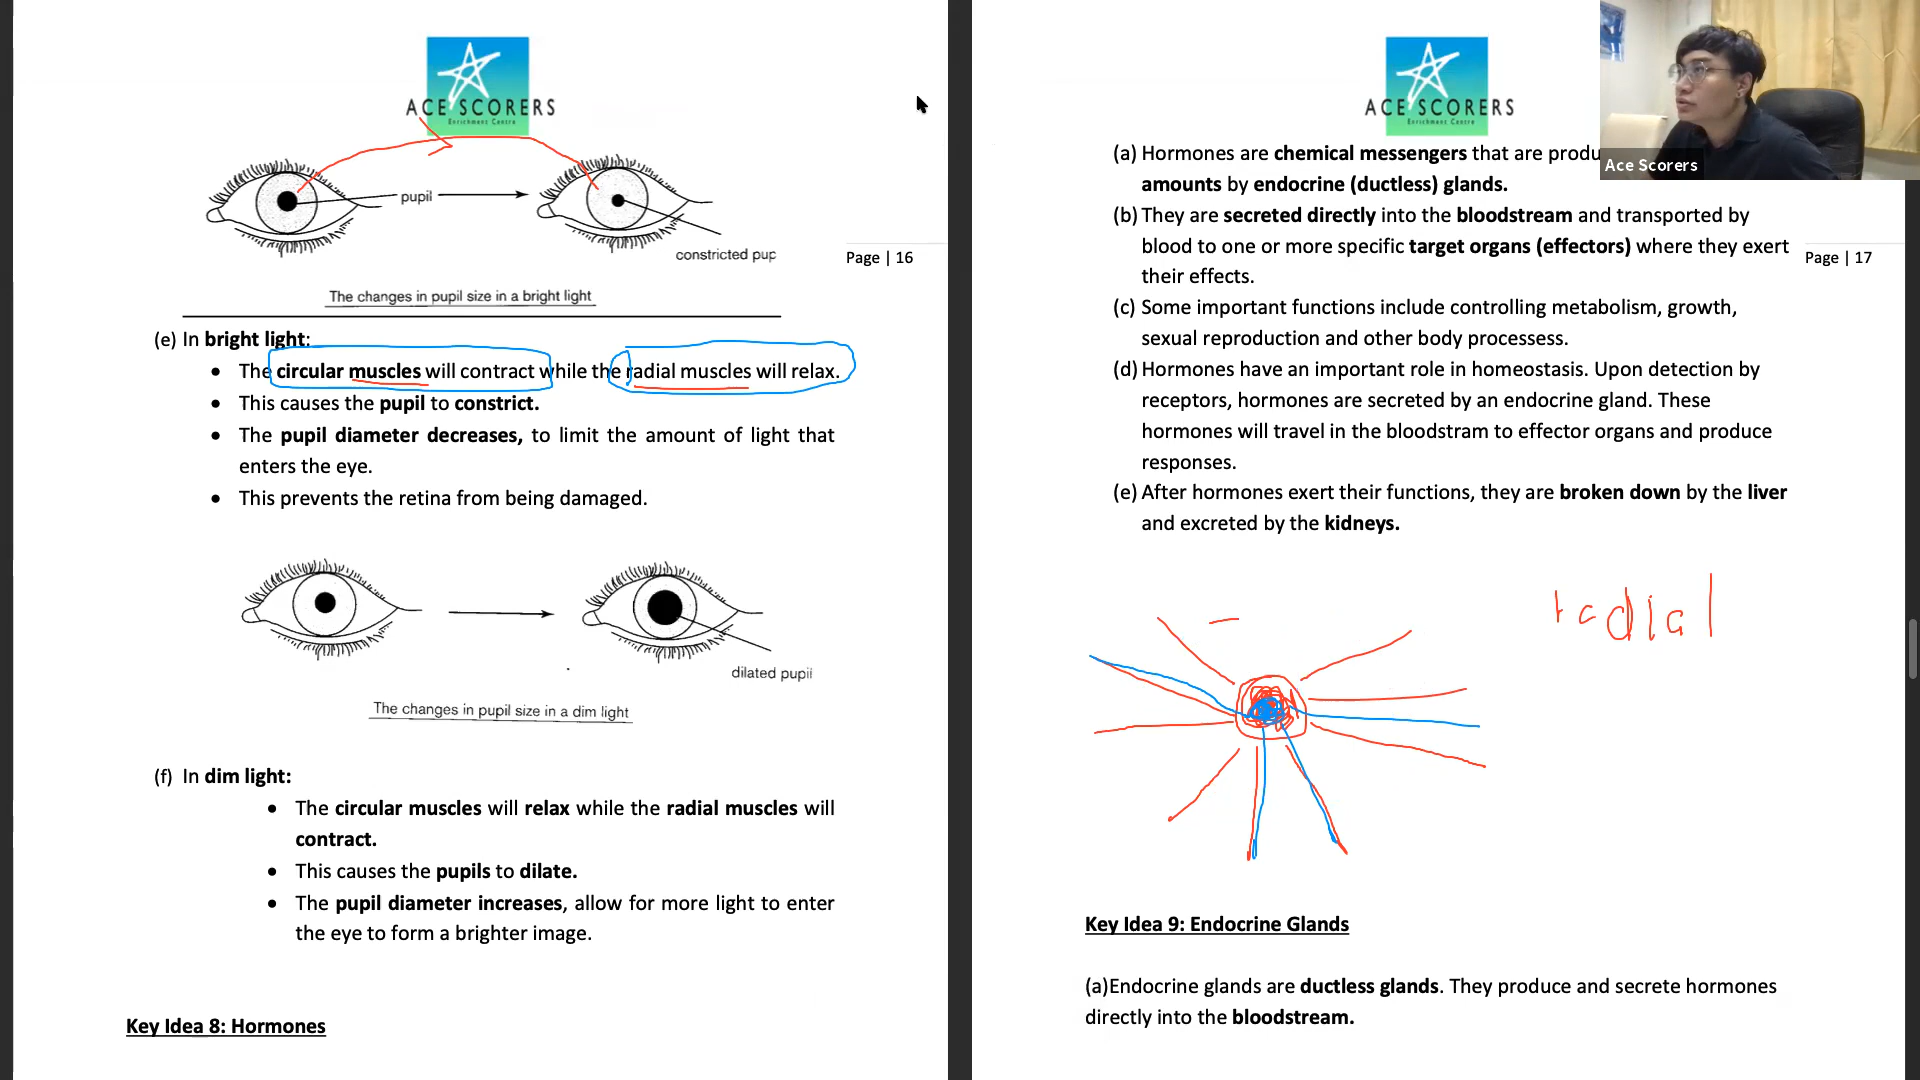 ACE SCORERS
Enrichment Centre
pupil
constricted pup
Page | 16
The changes in pupil size in a bright light
(e) In bright light:
• The circular muscles will contract while the radial muscles will relax.
• This causes the pupil to constrict.
• The pupil diameter decreases, to limit the amount of light that
enters the eye.
• This prevents the retina from being damaged.
dilated pupil
The changes in pupil size in a dim light
(f) In dim light:
• The circular muscles will relax while the radial muscles will
contract.
• This causes the pupils to dilate.
• The pupil diameter increases, allow for more light to enter
the eye to form a brighter image.
Key Idea 8: Hormones
ACE SCORERS
Enrichment Centre
Ace Scorers
(a) Hormones are chemical messengers that are produ
amounts by endocrine (ductless) glands.
(b) They are secreted directly into the bloodstream and transported by
blood to one or more specific target organs (effectors) where they exert
their effects.
Page | 17
(c) Some important functions include controlling metabolism, growth,
sexual reproduction and other body processess.
(d) Hormones have an important role in homeostasis. Upon detection by
receptors, hormones are secreted by an endocrine gland. These
hormones will travel in the bloodstram to effector organs and produce
responses.
(e) After hormones exert their functions, they are broken down by the liver
and excreted by the kidneys.
radial
Key Idea 9: Endocrine Glands
(a)Endocrine glands are ductless glands. They produce and secrete hormones
directly into the bloodstream.